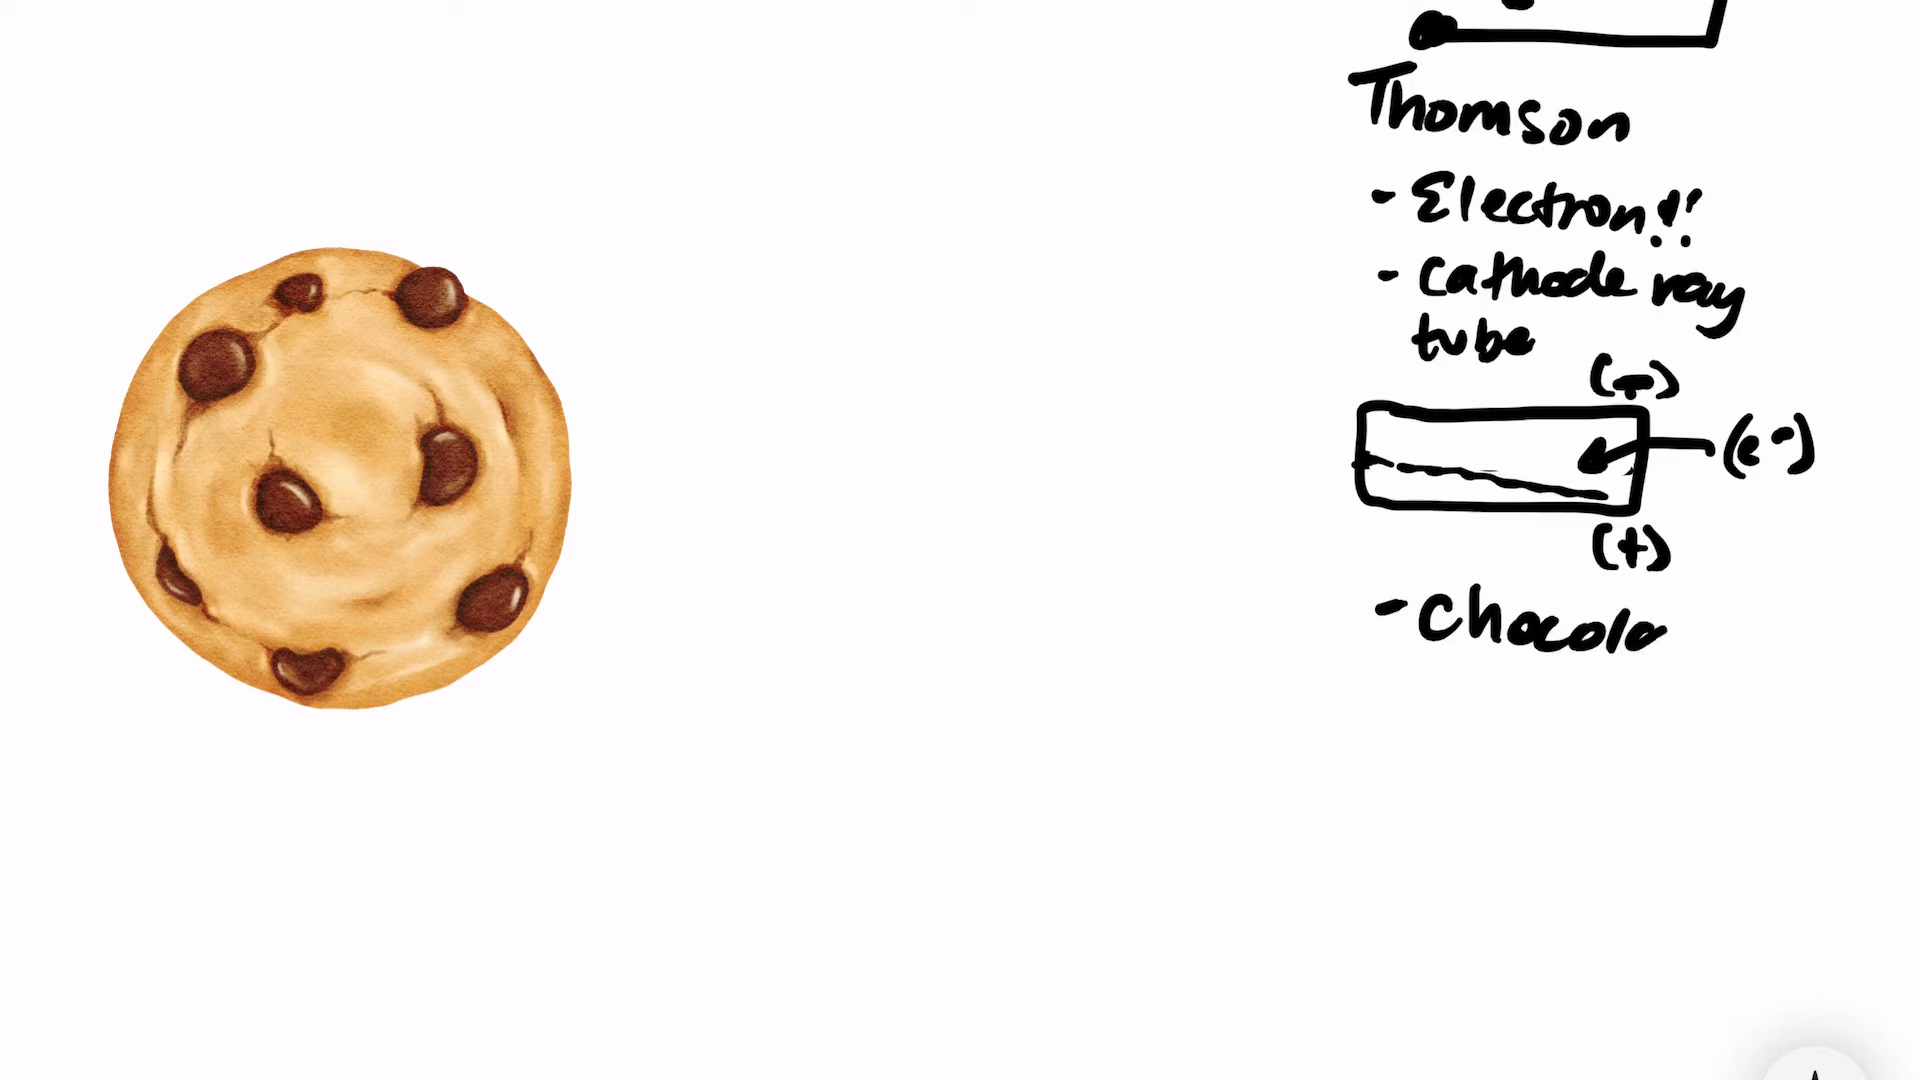 Thomson
- Electron!!
- cathode ray
tube
(-)
(e-)
(+)
- chocola